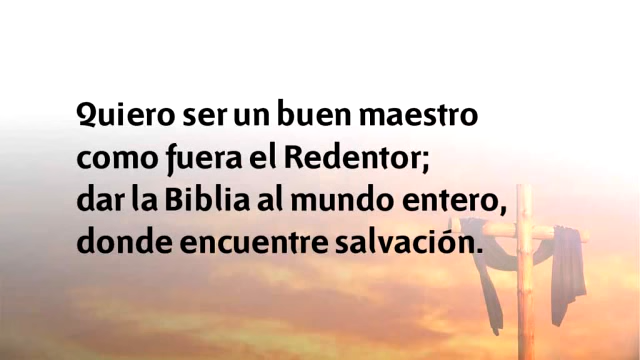 Quiero ser un buen maestro
como fuera el Redentor;
dar la Biblia al mundo entero,
donde encuentre salvación.